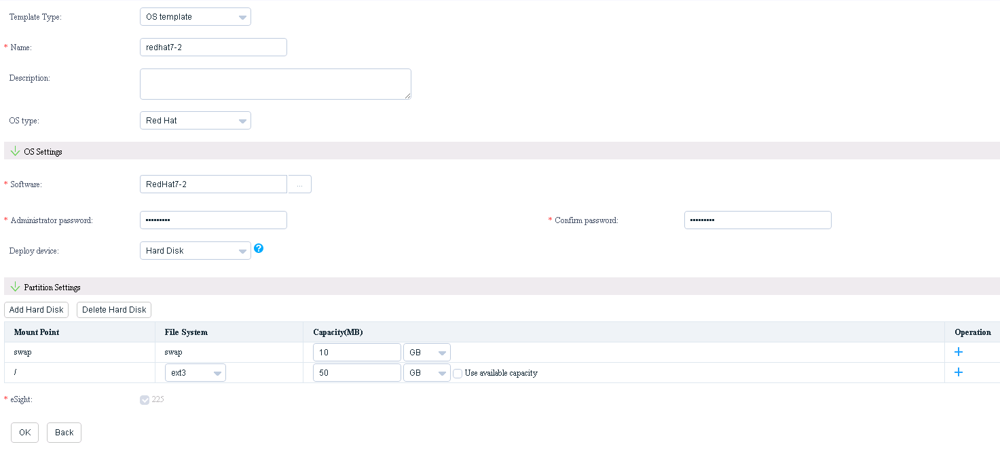 Template Type: OS template
* Name: redhat7-2
Description:
OS type: Red Hat
OS Settings
* Software: RedHat7-2 ...
* Administrator password: ••••••••• * Confirm password: •••••••••
Deploy device: Hard Disk ?
Partition Settings
Add Hard Disk Delete Hard Disk
Mount Point File System Capacity(MB) Operation
swap swap 10 GB +
/ ext3 50 GB Use available capacity +
* eSight: 225
OK Back